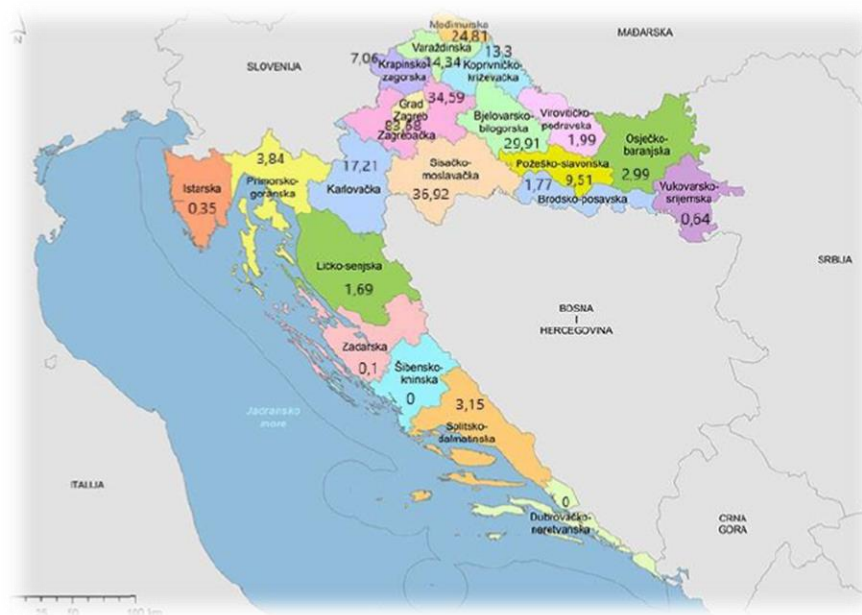 N
SLOVENIJA
MAĐARSKA
Međimurska
24,81
Varaždinska
13.3
7,06
Krapinsko-
zagorska
14,34
Koprivničko-
križevačka
34,59
Grad
Zagreb
Zagrebačka
Bjelovarsko-
bilogorska
29,91
Virovitičko-
podravska
1,99
Osječko-
baranjska
2.99
3,84
Primorsko-
goranska
17,21
Karlovačka
Sisačko-
moslavačka
36,92
Požeško-slavonska
9,51
1,77
Brodsko-posavska
Vukovarsko-
srijemska
0,64
Istarska
0,35
Ličko-senjska
1,69
SRBIJA
BOSNA
I
HERCEGOVINA
Zadarska
0,1
Šibensko-
kninska
0
3,15
Splitsko-
dalmatinska
Jadransko
more
ITALIJA
0
Dubrovačko-
neretvanska
CRNA
GORA